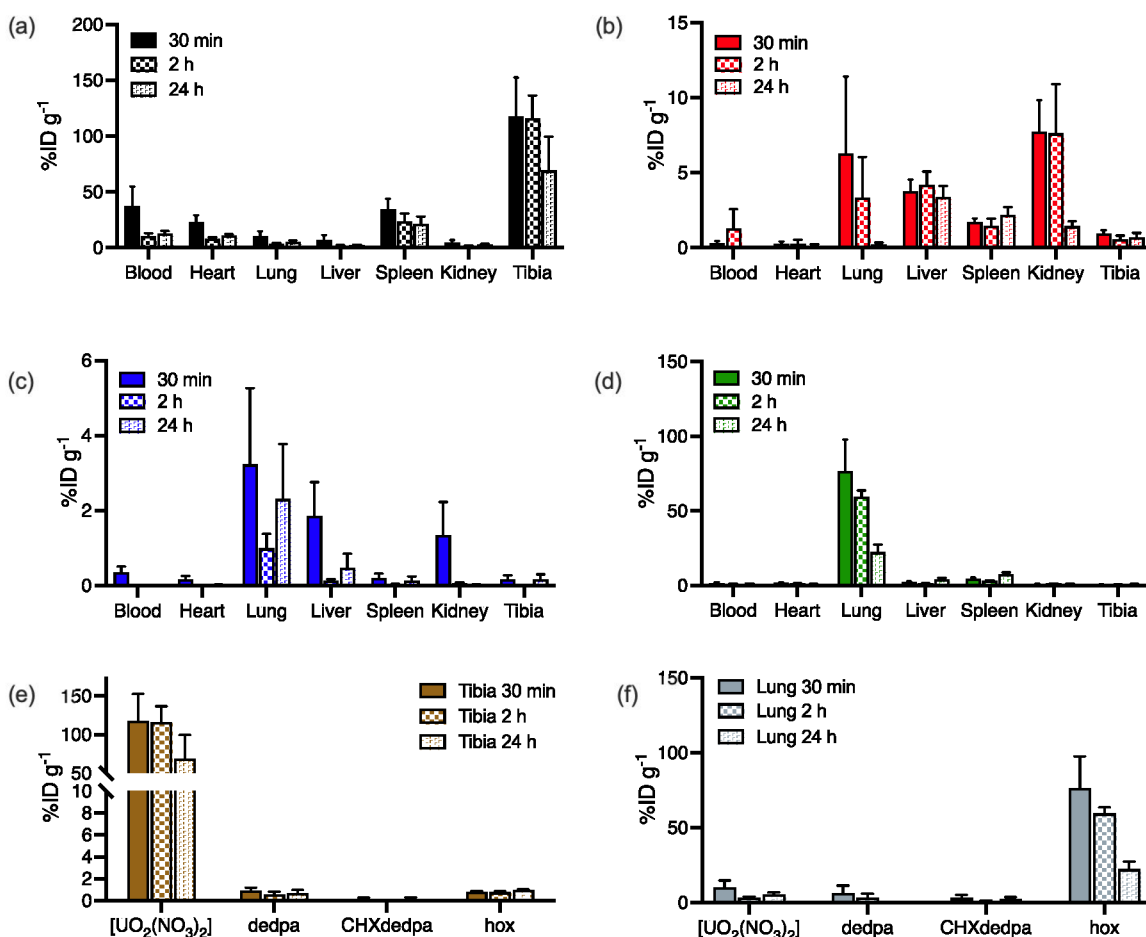 (a)
%ID g⁻¹
200
150
100
50
0
30 min
2 h
24 h
Blood Heart Lung Liver Spleen Kidney Tibia
(b)
%ID g⁻¹
15
10
5
0
30 min
2 h
24 h
Blood Heart Lung Liver Spleen Kidney Tibia
(c)
%ID g⁻¹
6
4
2
0
30 min
2 h
24 h
Blood Heart Lung Liver Spleen Kidney Tibia
(d)
%ID g⁻¹
150
100
50
0
30 min
2 h
24 h
Blood Heart Lung Liver Spleen Kidney Tibia
(e)
%ID g⁻¹
150
100
50
10
8
6
4
2
0
Tibia 30 min
Tibia 2 h
Tibia 24 h
[UO₂(NO₃)₂] dedpa CHXdedpa hox
(f)
%ID g⁻¹
150
100
50
0
Lung 30 min
Lung 2 h
Lung 24 h
[UO₂(NO₃)₂] dedpa CHXdedpa hox